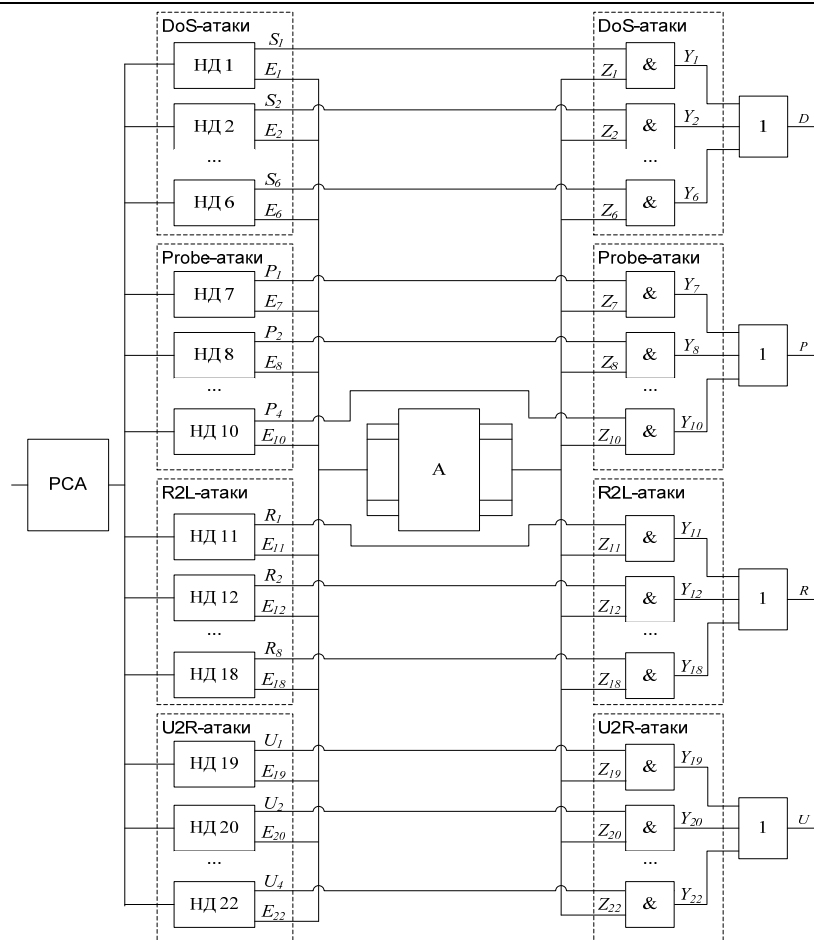 DoS-атаки
DoS-атаки
НД 1
S1
E1
Z1
&
Y1
НД 2
S2
E2
Z2
&
Y2
1
D
...
...
НД 6
S6
E6
Z6
&
Y6
Probe-атаки
Probe-атаки
НД 7
P1
E7
Z7
&
Y7
НД 8
P2
E8
Z8
&
Y8
1
P
...
...
НД 10
P4
E10
Z10
&
Y10
PCA
A
R2L-атаки
R2L-атаки
НД 11
R1
E11
Z11
&
Y11
НД 12
R2
E12
Z12
&
Y12
1
R
...
...
НД 18
R8
E18
Z18
&
Y18
U2R-атаки
U2R-атаки
НД 19
U1
E19
Z19
&
Y19
НД 20
U2
E20
Z20
&
Y20
1
U
...
...
НД 22
U4
E22
Z22
&
Y22